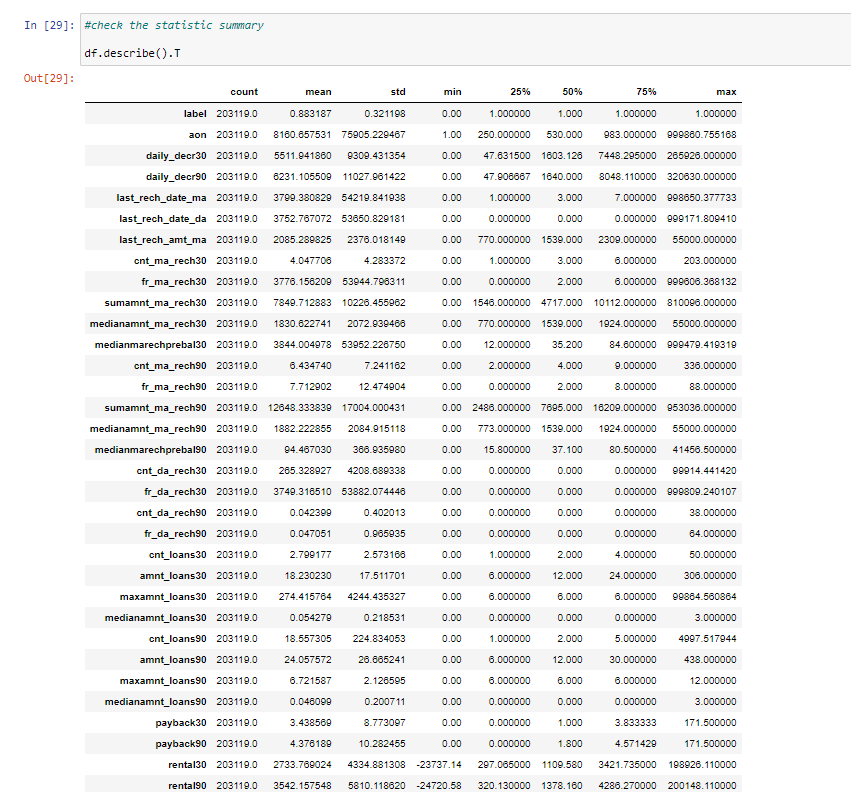 In [29]: #check the statistic summary
df.describe().T
Out[29]:
count mean std min 25% 50% 75% max
label 203119.0 0.883187 0.321198 0.00 1.000000 1.000 1.000000 1.000000
aon 203119.0 8160.657531 75905.229467 1.00 250.000000 530.000 983.000000 999860.755168
daily_decr30 203119.0 5511.941860 9309.431354 0.00 47.631500 1603.126 7448.295000 265926.000000
daily_decr90 203119.0 6231.105509 11027.961422 0.00 47.906667 1640.000 8048.110000 320630.000000
last_rech_date_ma 203119.0 3799.380829 54219.841938 0.00 1.000000 3.000 7.000000 998650.377733
last_rech_date_da 203119.0 3752.767072 53650.829181 0.00 0.000000 0.000 0.000000 999171.809410
last_rech_amt_ma 203119.0 2085.289825 2376.018149 0.00 770.000000 1539.000 2309.000000 55000.000000
cnt_ma_rech30 203119.0 4.047706 4.283372 0.00 1.000000 3.000 6.000000 203.000000
fr_ma_rech30 203119.0 3776.156209 53944.796311 0.00 0.000000 2.000 6.000000 999606.368132
sumamnt_ma_rech30 203119.0 7849.712883 10226.455962 0.00 1546.000000 4717.000 10112.000000 810096.000000
medianamnt_ma_rech30 203119.0 1830.622741 2072.939466 0.00 770.000000 1539.000 1924.000000 55000.000000
medianmarechprebal30 203119.0 3844.004978 53952.226750 0.00 12.000000 35.200 84.600000 999479.419319
cnt_ma_rech90 203119.0 6.434740 7.241162 0.00 2.000000 4.000 9.000000 336.000000
fr_ma_rech90 203119.0 7.712902 12.474904 0.00 0.000000 2.000 8.000000 88.000000
sumamnt_ma_rech90 203119.0 12648.333839 17004.000431 0.00 2486.000000 7695.000 16209.000000 953036.000000
medianamnt_ma_rech90 203119.0 1882.222855 2084.915118 0.00 773.000000 1539.000 1924.000000 55000.000000
medianmarechprebal90 203119.0 94.467030 366.935980 0.00 15.800000 37.100 80.500000 41456.500000
cnt_da_rech30 203119.0 265.328927 4208.689338 0.00 0.000000 0.000 0.000000 99914.441420
fr_da_rech30 203119.0 3749.316510 53882.074446 0.00 0.000000 0.000 0.000000 999809.240107
cnt_da_rech90 203119.0 0.042399 0.402013 0.00 0.000000 0.000 0.000000 38.000000
fr_da_rech90 203119.0 0.047051 0.965935 0.00 0.000000 0.000 0.000000 64.000000
cnt_loans30 203119.0 2.799177 2.573166 0.00 1.000000 2.000 4.000000 50.000000
amnt_loans30 203119.0 18.230230 17.511701 0.00 6.000000 12.000 24.000000 306.000000
maxamnt_loans30 203119.0 274.415764 4244.435327 0.00 6.000000 6.000 6.000000 99864.560864
medianamnt_loans30 203119.0 0.054279 0.218531 0.00 0.000000 0.000 0.000000 3.000000
cnt_loans90 203119.0 18.557305 224.834053 0.00 1.000000 2.000 5.000000 4997.517944
amnt_loans90 203119.0 24.057572 26.665241 0.00 6.000000 12.000 30.000000 438.000000
maxamnt_loans90 203119.0 6.721587 2.126595 0.00 6.000000 6.000 6.000000 12.000000
medianamnt_loans90 203119.0 0.046099 0.200711 0.00 0.000000 0.000 0.000000 3.000000
payback30 203119.0 3.438569 8.773097 0.00 0.000000 1.000 3.833333 171.500000
payback90 203119.0 4.376189 10.282455 0.00 0.000000 1.800 4.571429 171.500000
rental30 203119.0 2733.769024 4334.881308 -23737.14 297.065000 1109.580 3421.735000 198926.110000
rental90 203119.0 3542.157548 5810.118620 -24720.58 320.130000 1378.160 4286.270000 200148.110000